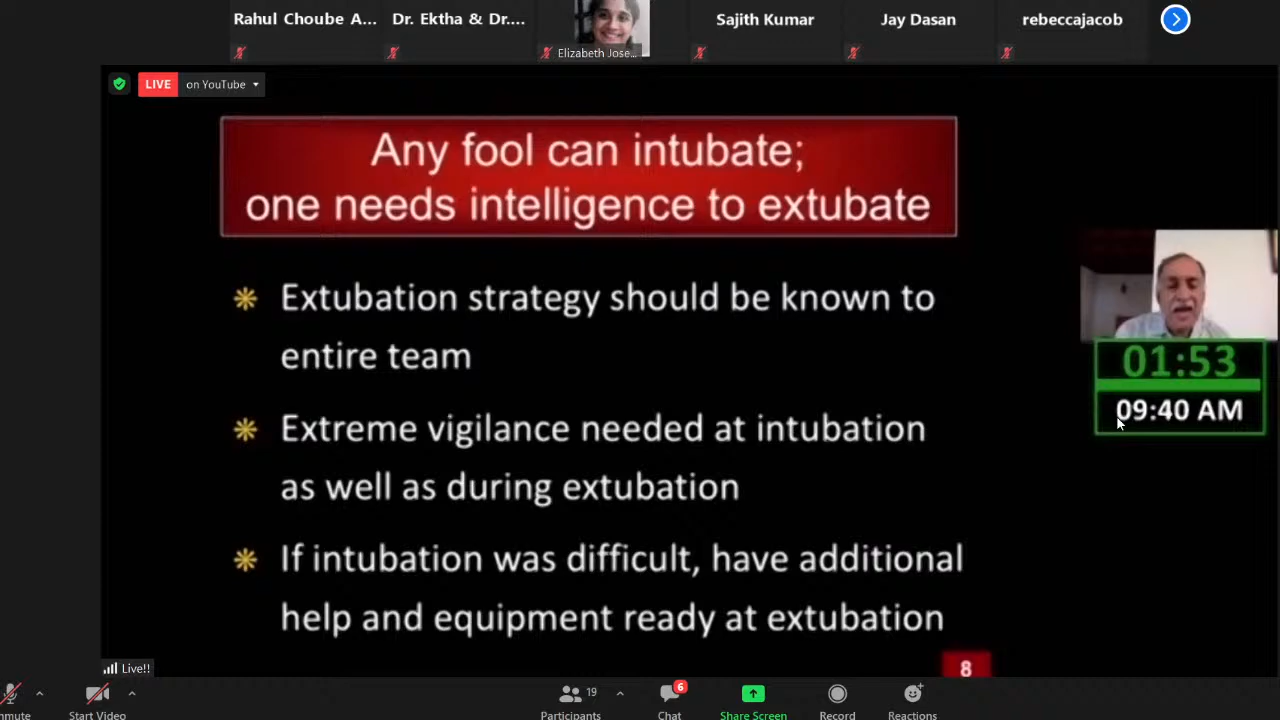 Rahul Choube A...
Dr. Ektha & Dr....
Elizabeth Jose...
Sajith Kumar
Jay Dasan
rebeccajacob
LIVE
on YouTube
Any fool can intubate;
one needs intelligence to extubate
Extubation strategy should be known to
entire team
Extreme vigilance needed at intubation
as well as during extubation
If intubation was difficult, have additional
help and equipment ready at extubation
8
01:53
09:40 AM
Live!!
nmute
Start Video
19
Participants
6
Chat
Share Screen
Record
Reactions